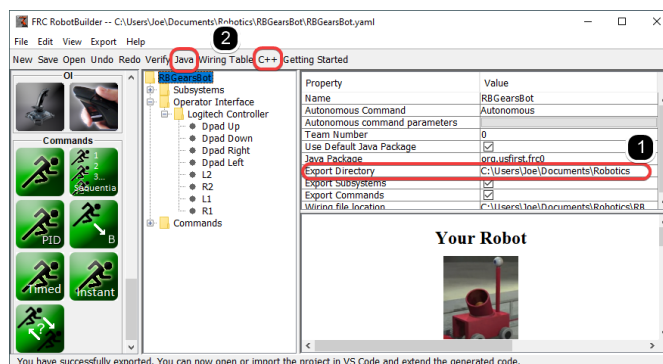 FRC RobotBuilder -- C:\Users\Joe\Documents\Robotics\RBGearsBot\RBGearsBot.yaml
File Edit View Export Help
2
New Save Open Undo Redo Verify Java Wiring Table C++ Getting Started
OI
Commands
1
2
3...
Sequentia
PID
B
Timed
Instant
?
RBGearsBot
Subsystems
Operator Interface
Logitech Controller
Dpad Up
Dpad Down
Dpad Right
Dpad Left
L2
R2
L1
R1
Commands
Property Value
Name RBGearsBot
Autonomous Command Autonomous
Autonomous command parameters
Team Number 0
Use Default Java Package
1
Java Package org.usfirst.frc0
Export Directory C:\Users\Joe\Documents\Robotics
Export Subsystems
Export Commands
Wiring file location C:\Users\Joe\Documents\Robotics\RB
Your Robot
You have successfully exported. You can now open or import the project in VS Code and extend the generated code.